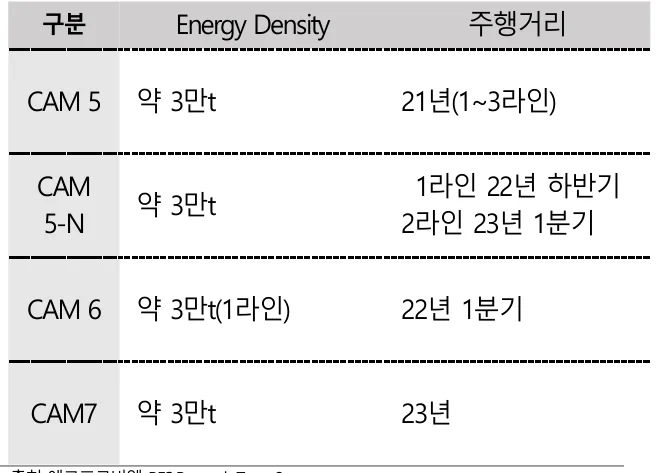 구분 Energy Density 주행거리
CAM 5 약 3만t 21년(1~3라인)
CAM 5-N 약 3만t 1라인 22년 하반기
2라인 23년 1분기
CAM 6 약 3만t(1라인) 22년 1분기
CAM7 약 3만t 23년